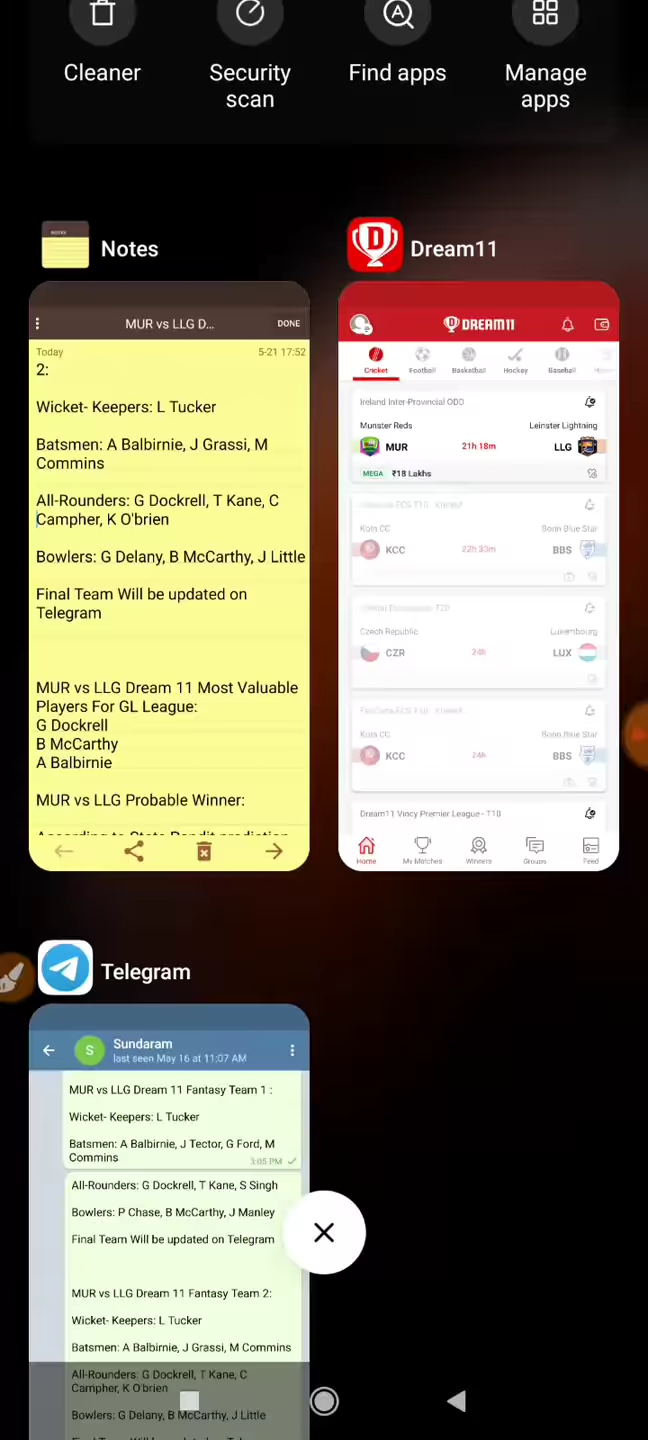 Cleaner
Security scan
Find apps
Manage apps
NOTES
Notes
Dream11
MUR vs LLG D...
DONE
Today
5-21 17:52
2:
Wicket- Keepers: L Tucker
Batsmen: A Balbirnie, J Grassi, M
Commins
All-Rounders: G Dockrell, T Kane, C
Campher, K O'brien
Bowlers: G Delany, B McCarthy, J Little
Final Team Will be updated on
Telegram
MUR vs LLG Dream 11 Most Valuable
Players For GL League:
G Dockrell
B McCarthy
A Balbirnie
MUR vs LLG Probable Winner:
DREAM11
Cricket
Football
Basketball
Hockey
Baseball
Ireland Inter-Provincial ODD
Munster Reds
Leinster Lightning
MUR
21h 18m
LLG
MEGA
₹18 Lakhs
Koln CC
Bonn Blue Star
KCC
22h 33m
BBS
Czech Republic
Luxembourg
CZR
24h
LUX
Koln CC
Bonn Blue Star
KCC
24h
BBS
Dream11 Vincy Premier League - T10
Home
My Matches
Winners
Groups
Feed
Telegram
S
Sundaram
last seen May 16 at 11:07 AM
MUR vs LLG Dream 11 Fantasy Team 1 :
Wicket- Keepers: L Tucker
Batsmen: A Balbirnie, J Tector, G Ford, M
Commins
3:05 PM
All-Rounders: G Dockrell, T Kane, S Singh
Bowlers: P Chase, B McCarthy, J Manley
Final Team Will be updated on Telegram
MUR vs LLG Dream 11 Fantasy Team 2:
Wicket- Keepers: L Tucker
Batsmen: A Balbirnie, J Grassi, M Commins
All-Rounders: G Dockrell, T Kane, C
Campher, K O'brien
Bowlers: G Delany, B McCarthy, J Little